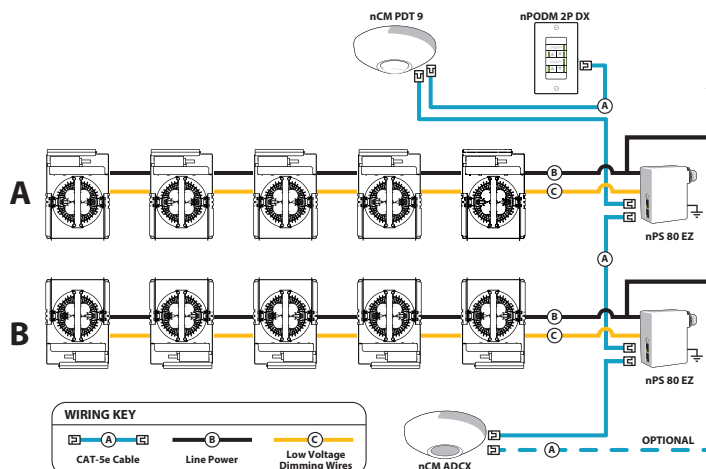 nCM PDT 9
nPODM 2P DX
A
A
B
C
nPS 80 EZ
A
B
B
C
nPS 80 EZ
WIRING KEY
A
B
C
CAT-5e Cable
Line Power
Low Voltage
Dimming Wires
nCM ADCX
A
OPTIONAL